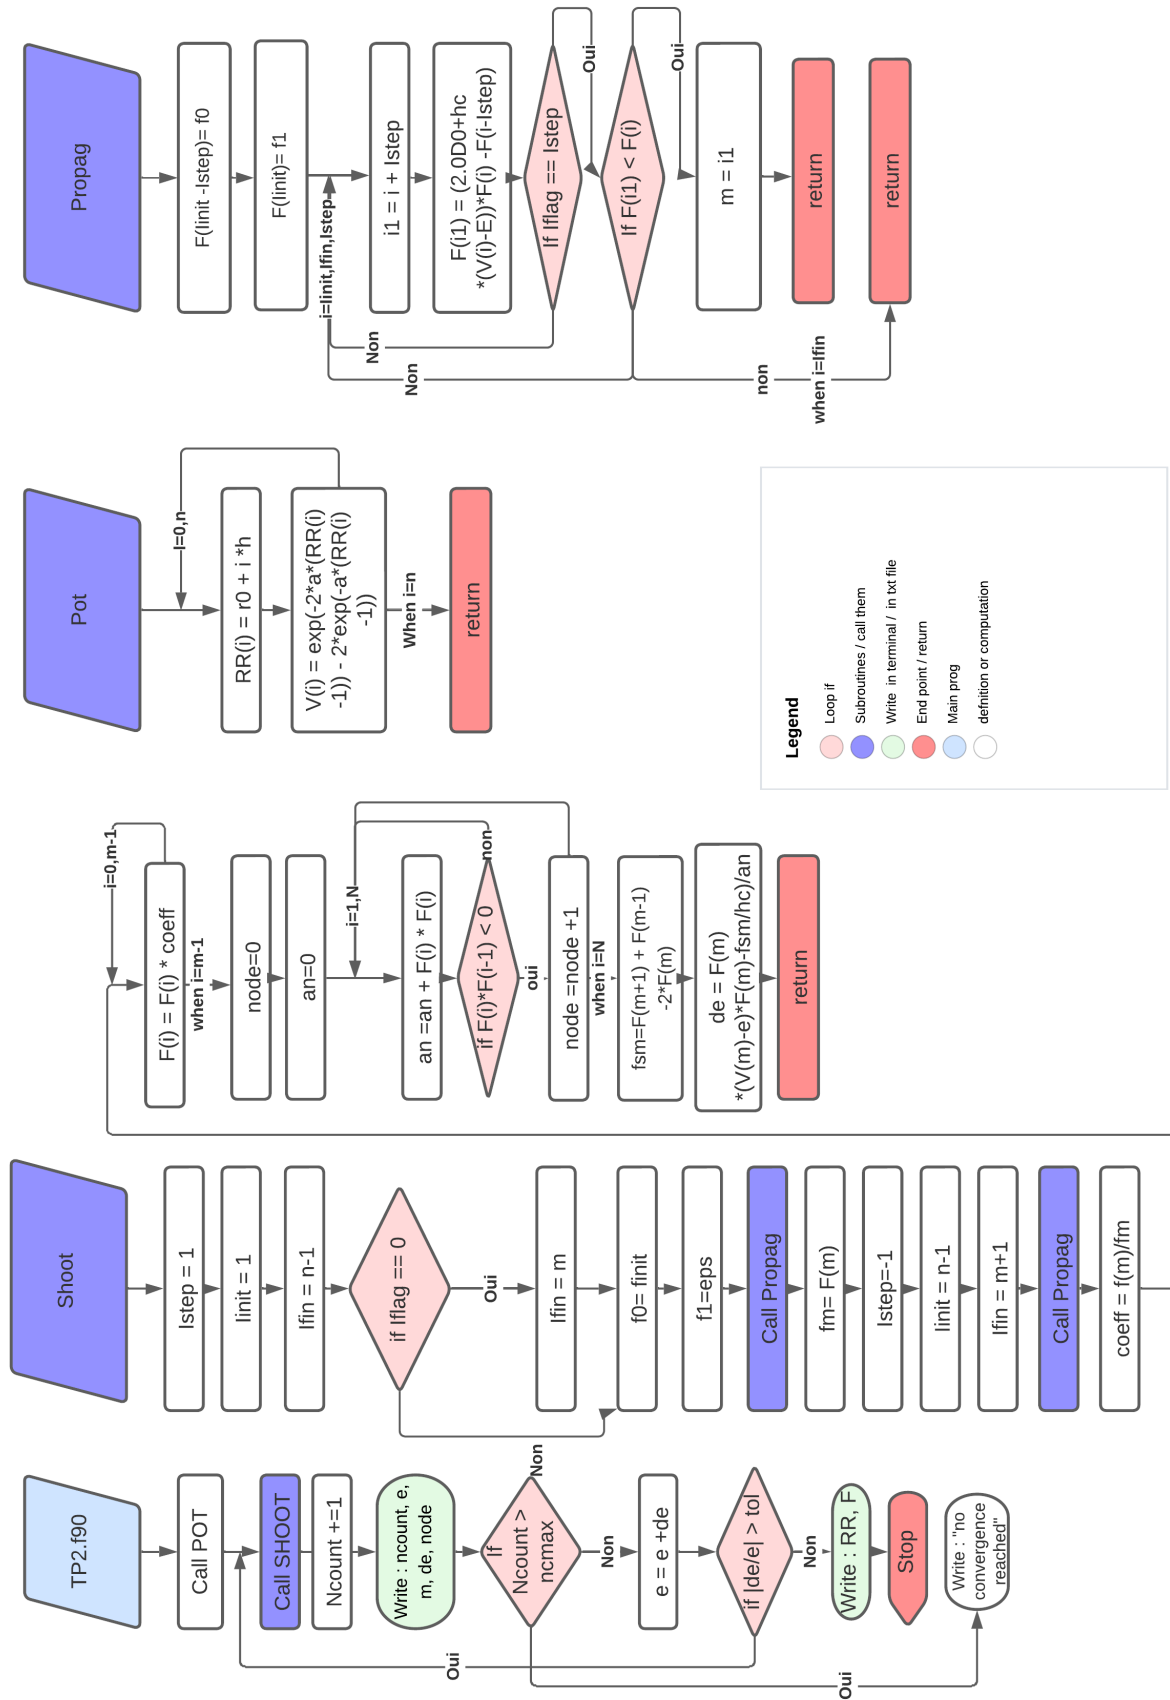 TP2.f90
Call POT
Call SHOOT
Ncount +=1
Write : ncount, e,
m, de, node
If
Ncount >
ncmax
Non
Non
e = e +de
if |de/e| > tol
Non
Write : RR, F
Stop
Write : "no
convergence
reached"
Oui
Oui
Shoot
Istep = 1
Iinit = 1
Ifin = n-1
if Iflag == 0
Oui
Ifin = m
f0= finit
f1=eps
Call Propag
fm= F(m)
Istep=-1
Iinit = n-1
Ifin = m+1
Call Propag
coeff = f(m)/fm
i=0,m-1
F(i) = F(i) * coeff
when i=m-1
node=0
an=0
i=1,N
an =an + F(i) * F(i)
if F(i)*F(i-1) < 0
non
oui
node =node +1
when i=N
fsm=F(m+1) + F(m-1)
-2*F(m)
de = F(m)
*(V(m)-e)*F(m)-fsm/hc)/an
return
Pot
I=0,n
RR(i) = r0 + i *h
V(i) = exp(-2*a*(RR(i)
-1)) - 2*exp(-a*(RR(i)
-1))
When i=n
return
Legend
Loop if
Subroutines / call them
Write  in terminal /  in txt file
End point / return
Main prog
defnition or computation
Propag
F(Iinit -Istep)= f0
F(Iinit)= f1
i=Iinit,Ifin,Istep
i1 = i + Istep
F(i1) = (2.0D0+hc
*(V(i)-E))*F(i) -F(i-Istep)
If Iflag == Istep
Oui
Non
If F(i1) < F(i)
Oui
Non
m = i1
return
non
when i=Ifin
return